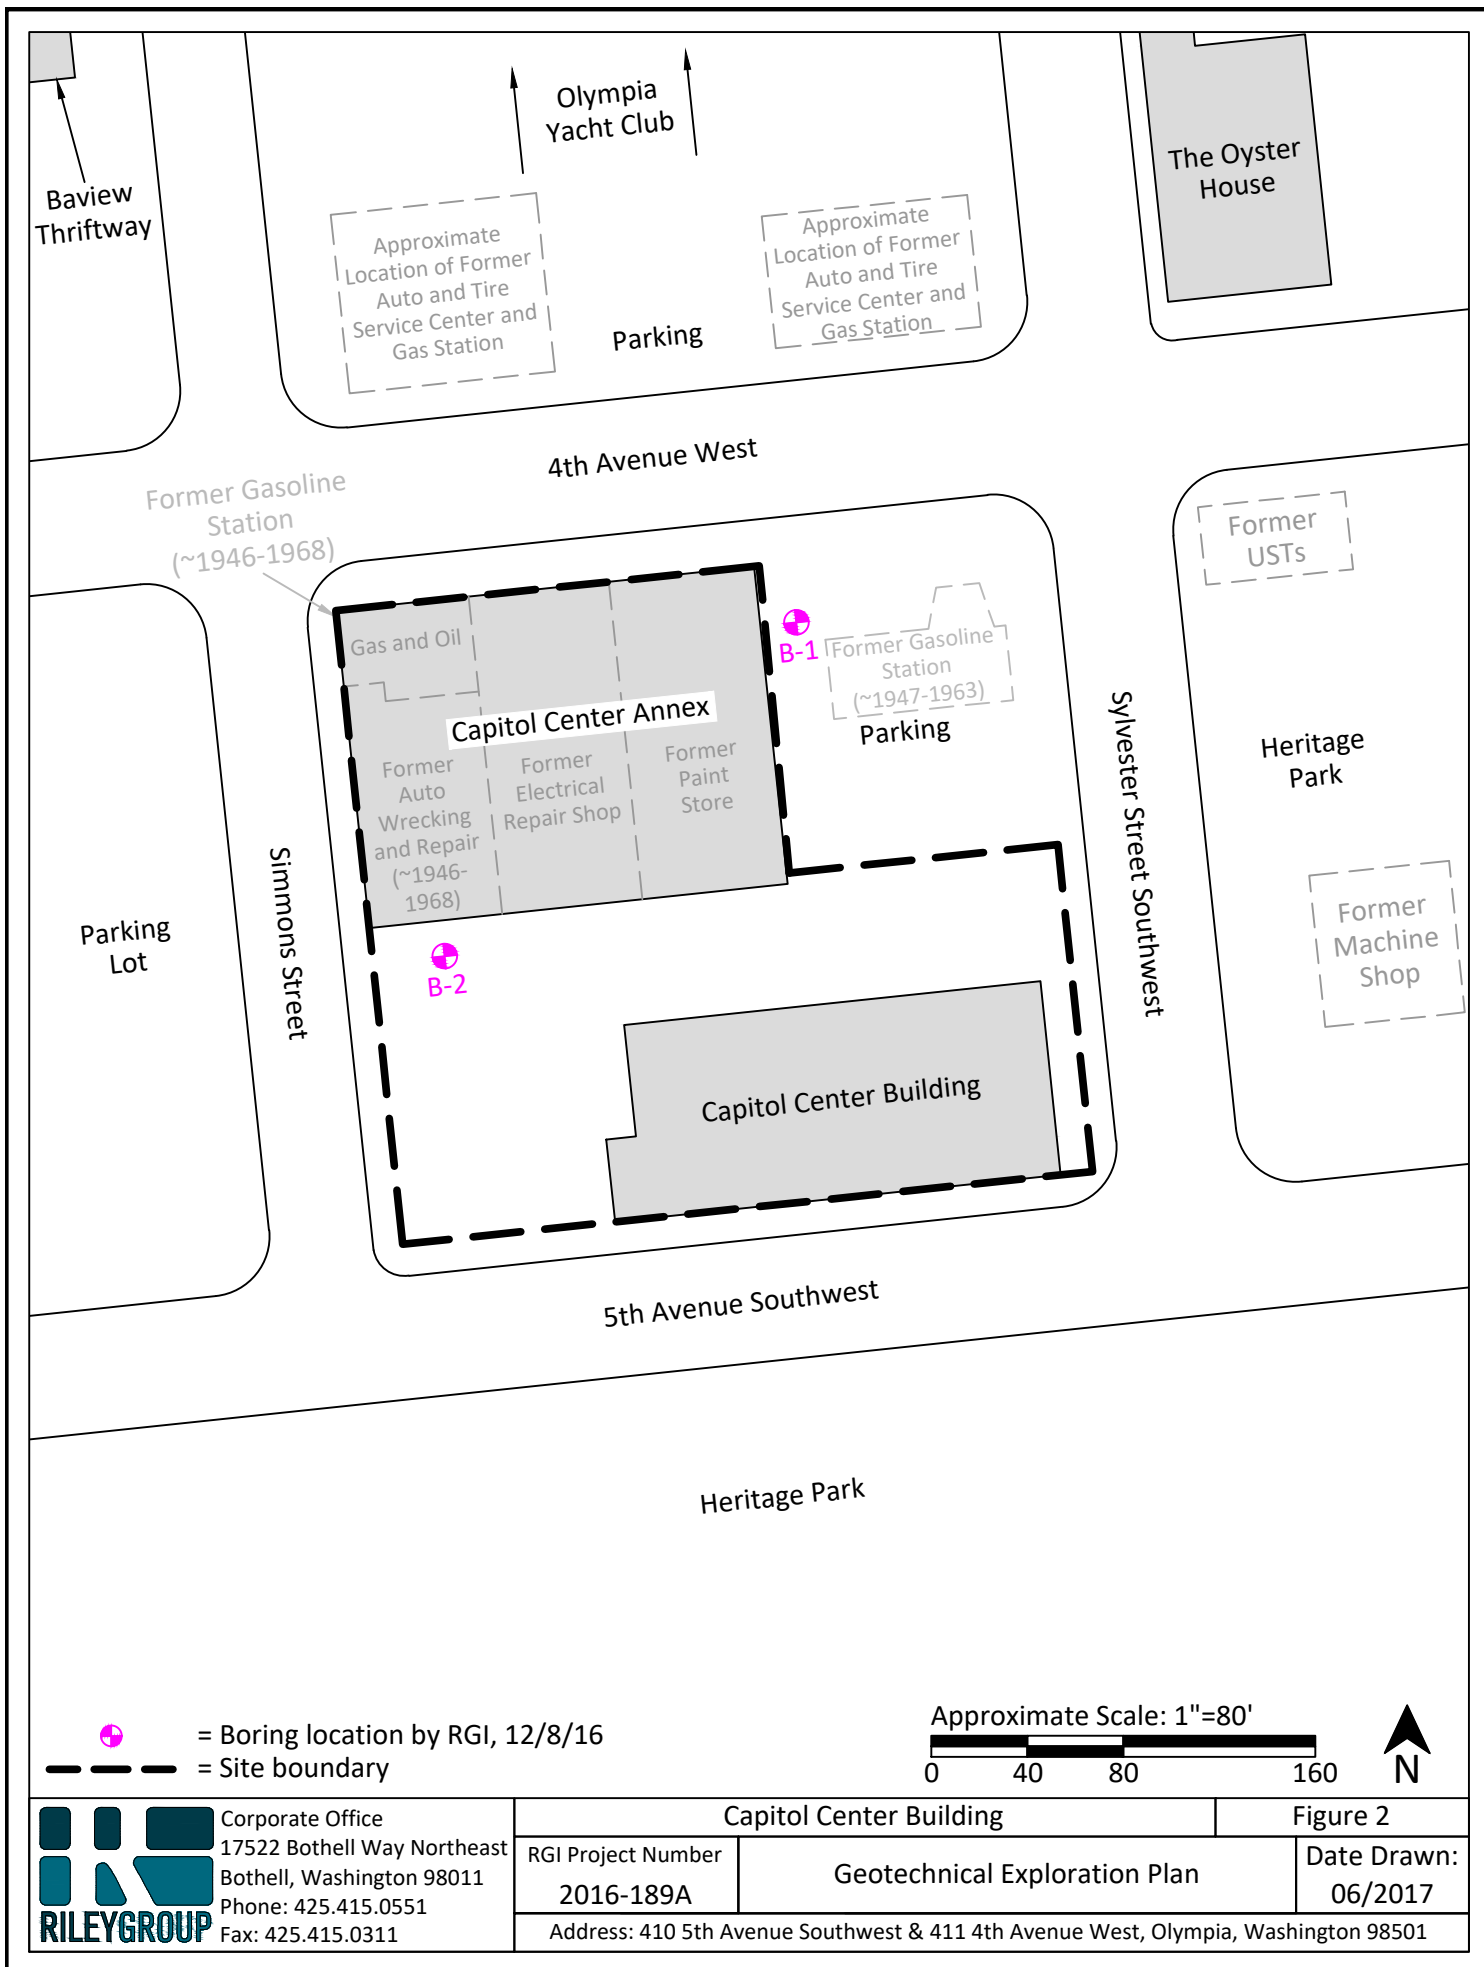 Olympia
Yacht Club
Baview
Thriftway
The Oyster
House
Approximate
Location of Former
Auto and Tire
Service Center and
Gas Station
Approximate
Location of Former
Auto and Tire
Service Center and
Gas Station
Parking
4th Avenue West
Former Gasoline
Station
(~1946-1968)
Former
USTs
Gas and Oil
B-1
Former Gasoline
Station
(~1947-1963)
Parking
Capitol Center Annex
Former
Auto
Wrecking
and Repair
(~1946-
1968)
Former
Electrical
Repair Shop
Former
Paint
Store
Sylvester Street Southwest
Heritage
Park
Simmons Street
Parking
Lot
Former
Machine
Shop
B-2
Capitol Center Building
5th Avenue Southwest
Heritage Park
= Boring location by RGI, 12/8/16
= Site boundary
Approximate Scale: 1"=80'
0 40 80 160
N
RILEYGROUP
Corporate Office
17522 Bothell Way Northeast
Bothell, Washington 98011
Phone: 425.415.0551
Fax: 425.415.0311
Capitol Center Building
Figure 2
RGI Project Number
2016-189A
Geotechnical Exploration Plan
Date Drawn:
06/2017
Address: 410 5th Avenue Southwest & 411 4th Avenue West, Olympia, Washington 98501